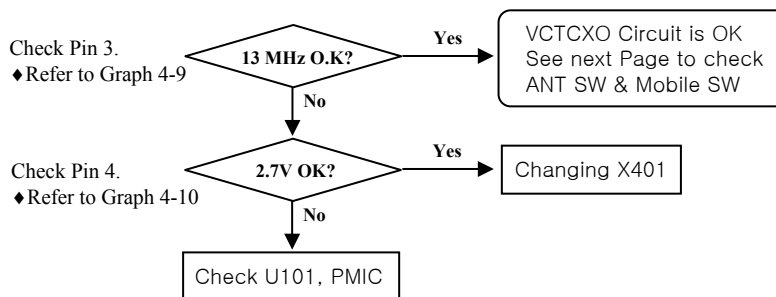 Check Pin 3.
♦Refer to Graph 4-9
13 MHz O.K?
Yes
VCTCXO Circuit is OK
See next Page to check
ANT SW & Mobile SW
No
Check Pin 4.
♦Refer to Graph 4-10
2.7V OK?
Yes
Changing X401
No
Check U101, PMIC